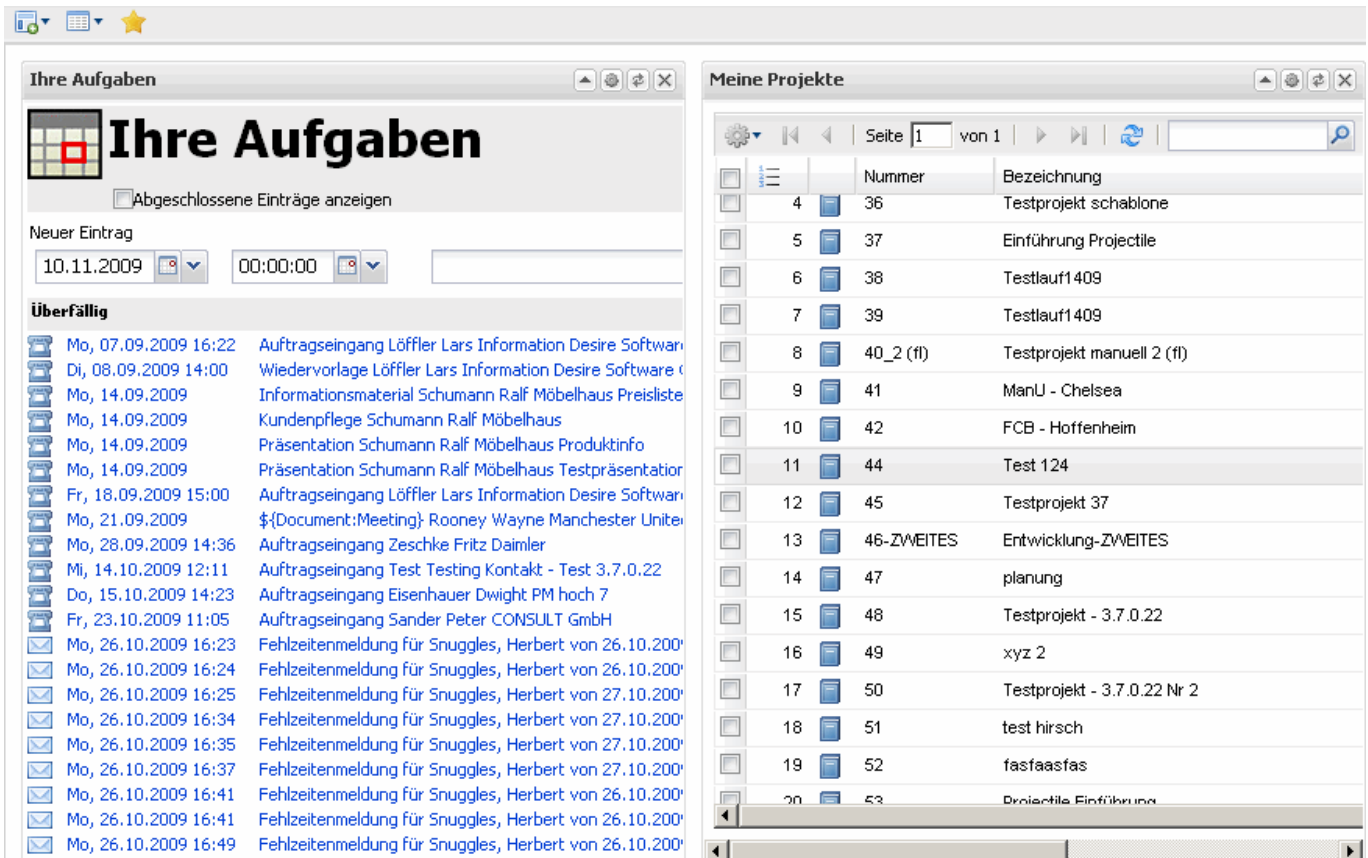 Ihre Aufgaben
Ihre Aufgaben
Abgeschlossene Einträge anzeigen
Neuer Eintrag
10.11.2009 00:00:00
Überfällig
Mo, 07.09.2009 16:22 Auftragseingang Löffler Lars Information Desire Software
Di, 08.09.2009 14:00 Wiedervorlage Löffler Lars Information Desire Software
Mo, 14.09.2009 Informationsmaterial Schumann Ralf Möbelhaus Preisliste
Mo, 14.09.2009 Kundenpflege Schumann Ralf Möbelhaus
Mo, 14.09.2009 Präsentation Schumann Ralf Möbelhaus Produktinfo
Mo, 14.09.2009 Präsentation Schumann Ralf Möbelhaus Testpräsentation
Fr, 18.09.2009 15:00 Auftragseingang Löffler Lars Information Desire Software
Mo, 21.09.2009 ${Document:Meeting} Rooney Wayne Manchester United
Mo, 28.09.2009 14:36 Auftragseingang Zeschke Fritz Daimler
Mi, 14.10.2009 12:11 Auftragseingang Test Testing Kontakt - Test 3.7.0.22
Do, 15.10.2009 14:23 Auftragseingang Eisenhauer Dwight PM hoch 7
Fr, 23.10.2009 11:05 Auftragseingang Sander Peter CONSULT GmbH
Mo, 26.10.2009 16:23 Fehlzeitenmeldung für Snuggles, Herbert von 26.10.200
Mo, 26.10.2009 16:24 Fehlzeitenmeldung für Snuggles, Herbert von 26.10.200
Mo, 26.10.2009 16:25 Fehlzeitenmeldung für Snuggles, Herbert von 27.10.200
Mo, 26.10.2009 16:34 Fehlzeitenmeldung für Snuggles, Herbert von 27.10.200
Mo, 26.10.2009 16:35 Fehlzeitenmeldung für Snuggles, Herbert von 27.10.200
Mo, 26.10.2009 16:37 Fehlzeitenmeldung für Snuggles, Herbert von 27.10.200
Mo, 26.10.2009 16:41 Fehlzeitenmeldung für Snuggles, Herbert von 26.10.200
Mo, 26.10.2009 16:41 Fehlzeitenmeldung für Snuggles, Herbert von 26.10.200
Mo, 26.10.2009 16:49 Fehlzeitenmeldung für Snuggles, Herbert von 26.10.200
Meine Projekte
Seite 1 von 1
Nummer Bezeichnung
4 36 Testprojekt schablone
5 37 Einführung Projectile
6 38 Testlauf1409
7 39 Testlauf1409
8 40_2 (fl) Testprojekt manuell 2 (fl)
9 41 ManU - Chelsea
10 42 FCB - Hoffenheim
11 44 Test 124
12 45 Testprojekt 37
13 46-ZWEITES Entwicklung-ZWEITES
14 47 planung
15 48 Testprojekt - 3.7.0.22
16 49 xyz 2
17 50 Testprojekt - 3.7.0.22 Nr 2
18 51 test hirsch
19 52 fasfaasfas
20 53 Projectile Einführung